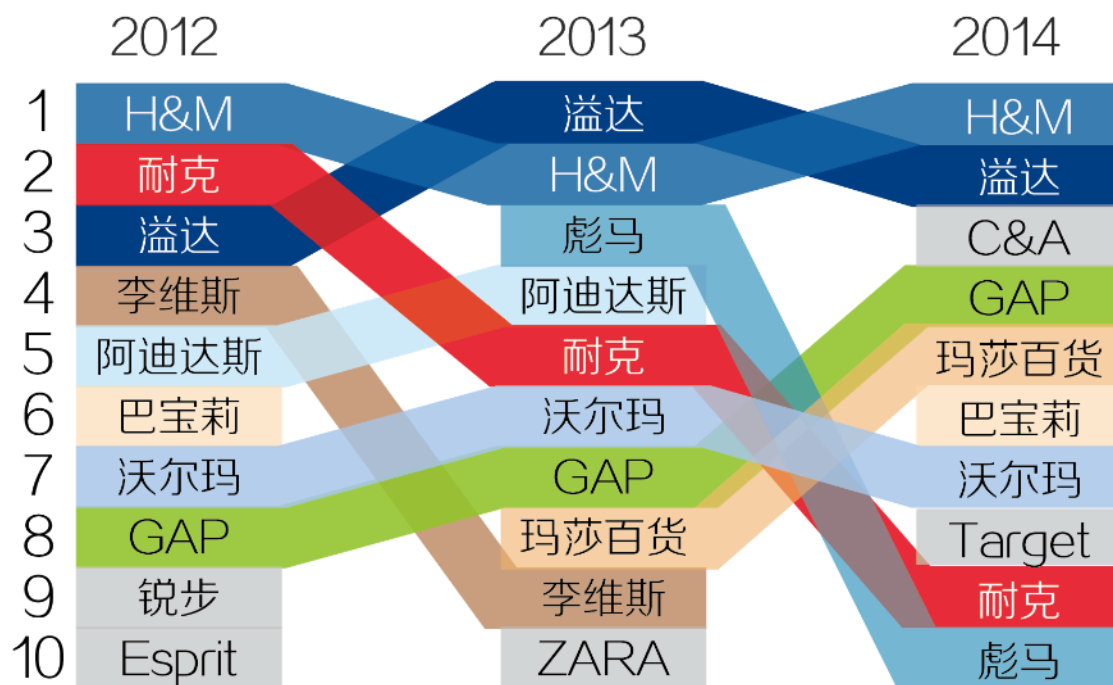 2012 2013 2014
1 H&M 溢达 H&M
2 耐克 H&M 溢达
3 溢达 彪马 C&A
4 李维斯 阿迪达斯 GAP
5 阿迪达斯 耐克 玛莎百货
6 巴宝莉 沃尔玛 巴宝莉
7 沃尔玛 GAP 沃尔玛
8 GAP 玛莎百货 Target
9 锐步 李维斯 耐克
10 Esprit ZARA 彪马